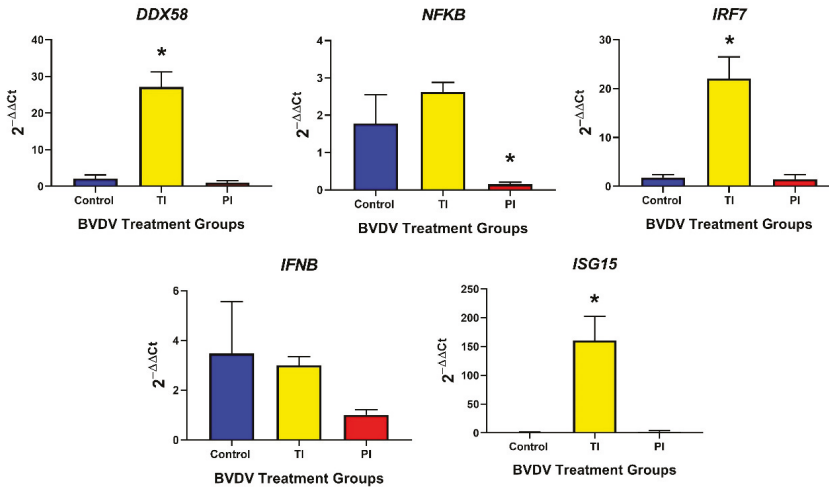 DDX58
40
30
20
10
0
2^−ΔΔCt
*
Control TI PI
BVDV Treatment Groups
NFKB
4
3
2
1
0
2^−ΔΔCt
*
Control TI PI
BVDV Treatment Groups
IRF7
30
20
10
0
2^−ΔΔCt
*
Control TI PI
BVDV Treatment Groups
IFNB
6
4
2
0
2^−ΔΔCt
Control TI PI
BVDV Treatment Groups
ISG15
250
200
150
100
50
0
2^−ΔΔCt
*
Control TI PI
BVDV Treatment Groups